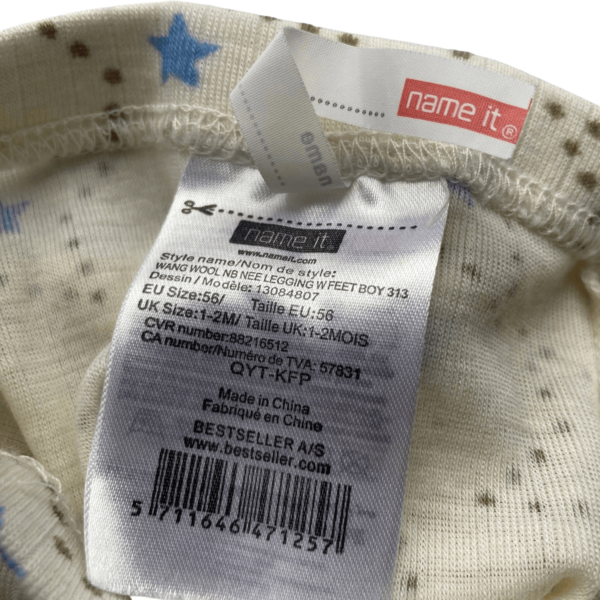 name it®
name
name it.
www.nameit.com
Style name/Nom de style:
WANG WOOL NB NEE LEGGING W FEET BOY 313
Dessin / Modèle: 13084807
EU Size:56/ Taille EU:56
UK Size:1-2M/ Taille UK:1-2MOIS
CVR number:88216512
CA number/Numéro de TVA: 57831
QYT-KFP
Made in China
Fabriqué en Chine
BESTSELLER A/S
www.bestseller.com
5 711646 471257